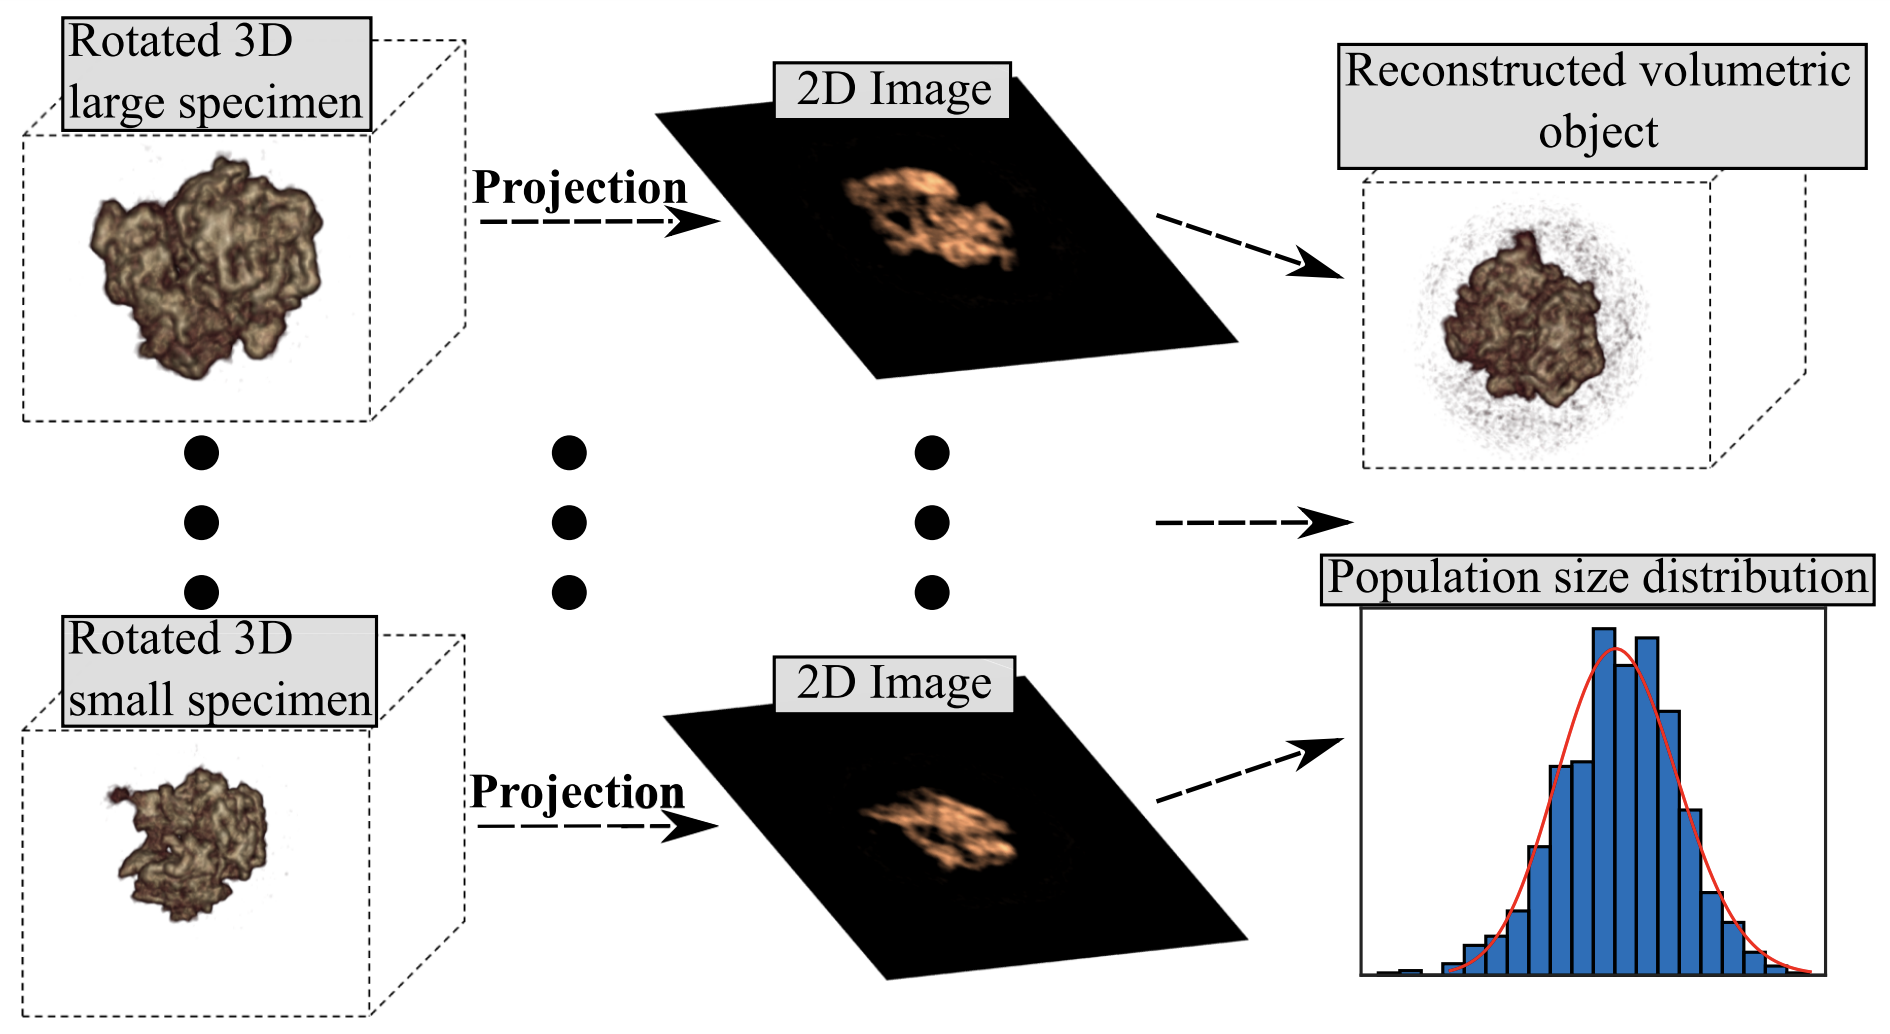 Rotated 3D
large specimen
Projection
2D Image
Reconstructed volumetric
object
Rotated 3D
small specimen
Projection
2D Image
Population size distribution